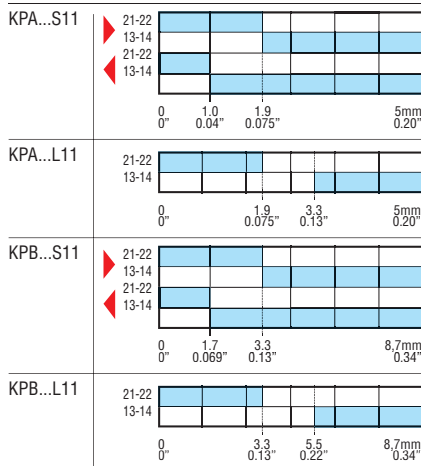 KPA...S11
21-22
13-14
21-22
13-14
0 1.0 1.9 5mm
0" 0.04" 0.075" 0.20"
KPA...L11
21-22
13-14
0 1.9 3.3 5mm
0" 0.075" 0.13" 0.20"
KPB...S11
21-22
13-14
21-22
13-14
0 1.7 3.3 8,7mm
0" 0.069" 0.13" 0.34"
KPB...L11
21-22
13-14
0 3.3 5.5 8,7mm
0" 0.13" 0.22" 0.34"